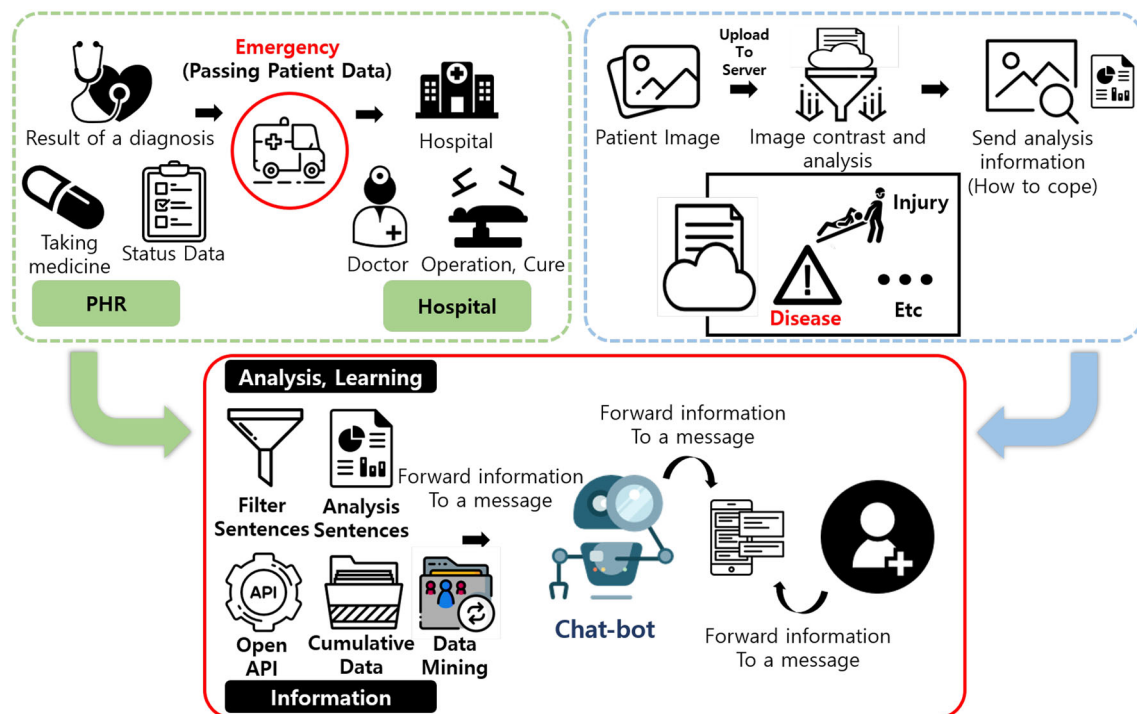 Emergency
(Passing Patient Data)
Result of a diagnosis
Hospital
Taking
medicine
Status Data
Doctor
Operation, Cure
PHR
Hospital
Upload
To
Server
Patient Image
Image contrast and
analysis
Send analysis
information
(How to cope)
Injury
Disease
Etc
Analysis, Learning
Filter
Sentences
Analysis
Sentences
Forward information
To a message
Forward information
To a message
API
Open
API
Cumulative
Data
Data
Mining
Chat-bot
Forward information
To a message
Information